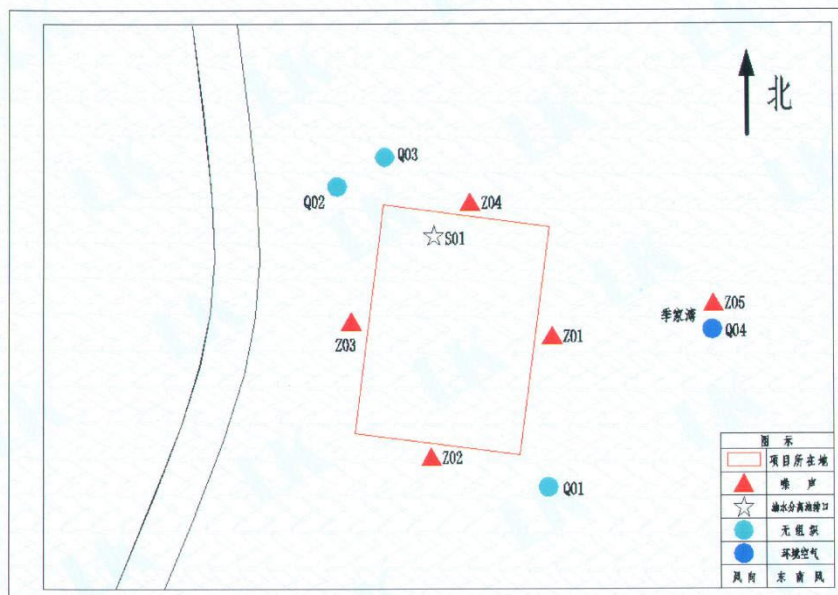 北
Q03
Q02
Z04
S01
Z05
李家湾
Q04
Z03
Z01
Z02
Q01
图 示
项目所在地
噪 声
油水分离池排口
无组织
环境空气
风向 东南风